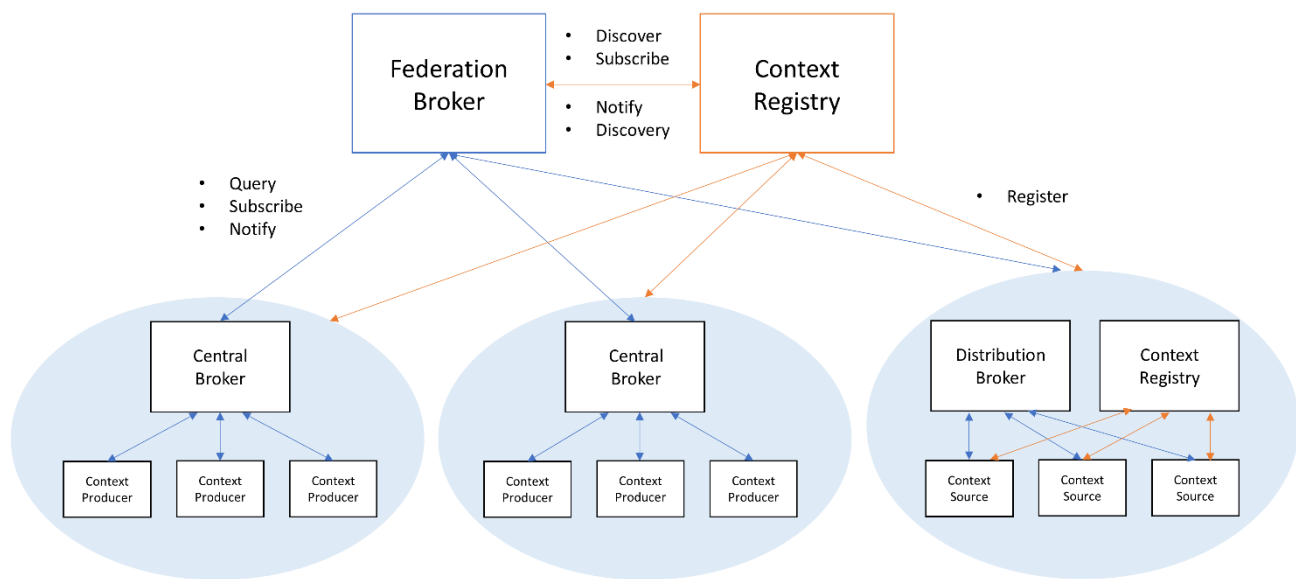 • Discover
• Subscribe
Federation
Broker
Context
Registry
• Notify
• Discovery
• Query
• Subscribe
• Notify
• Register
Central
Broker
Context
Producer
Context
Producer
Context
Producer
Central
Broker
Context
Producer
Context
Producer
Context
Producer
Distribution
Broker
Context
Registry
Context
Source
Context
Source
Context
Source